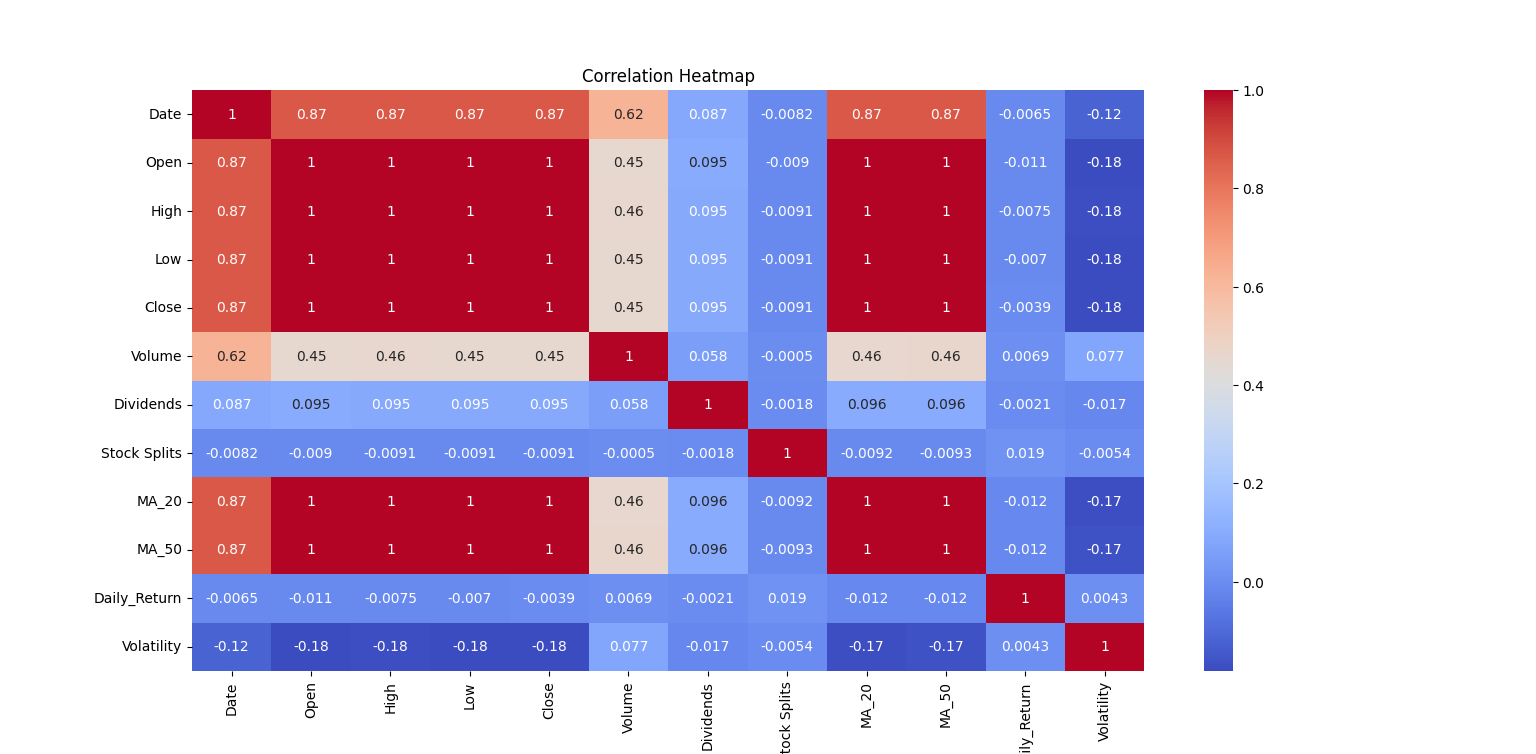 Correlation Heatmap
Date 1 0.87 0.87 0.87 0.87 0.62 0.087 -0.0082 0.87 0.87 -0.0065 -0.12
Open 0.87 1 1 1 1 0.45 0.095 -0.009 1 1 -0.011 -0.18
High 0.87 1 1 1 1 0.46 0.095 -0.0091 1 1 -0.0075 -0.18
Low 0.87 1 1 1 1 0.45 0.095 -0.0091 1 1 -0.007 -0.18
Close 0.87 1 1 1 1 0.45 0.095 -0.0091 1 1 -0.0039 -0.18
Volume 0.62 0.45 0.46 0.45 0.45 1 0.058 -0.0005 0.46 0.46 0.0069 0.077
Dividends 0.087 0.095 0.095 0.095 0.095 0.058 1 -0.0018 0.096 0.096 -0.0021 -0.017
Stock Splits -0.0082 -0.009 -0.0091 -0.0091 -0.0091 -0.0005 -0.0018 1 -0.0092 -0.0093 0.019 -0.0054
MA_20 0.87 1 1 1 1 0.46 0.096 -0.0092 1 1 -0.012 -0.17
MA_50 0.87 1 1 1 1 0.46 0.096 -0.0093 1 1 -0.012 -0.17
Daily_Return -0.0065 -0.011 -0.0075 -0.007 -0.0039 0.0069 -0.0021 0.019 -0.012 -0.012 1 0.0043
Volatility -0.12 -0.18 -0.18 -0.18 -0.18 0.077 -0.017 -0.0054 -0.17 -0.17 0.0043 1
Date Open High Low Close Volume Dividends tock Splits MA_20 MA_50 ily_Return Volatility
1.0
0.8
0.6
0.4
0.2
0.0